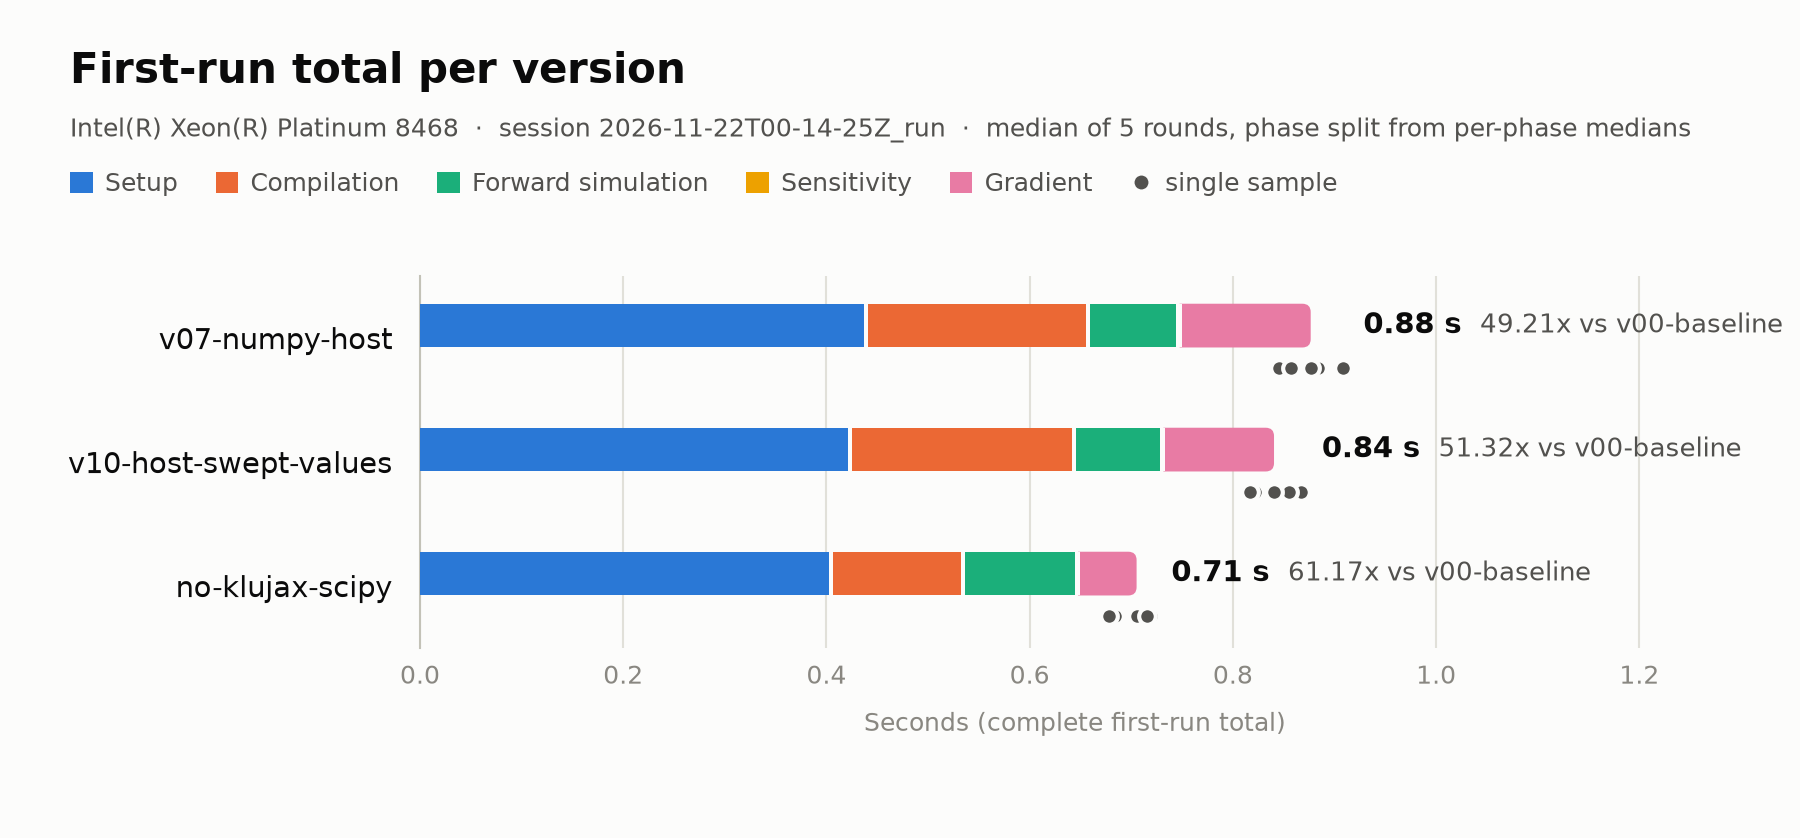 First-run total per version
Intel(R) Xeon(R) Platinum 8468 · session 2026-11-22T00-14-25Z_run · median of 5 rounds, phase split from per-phase medians
Setup Compilation Forward simulation Sensitivity Gradient single sample
v07-numpy-host 0.88 s 49.21x vs v00-baseline
v10-host-swept-values 0.84 s 51.32x vs v00-baseline
no-klujax-scipy 0.71 s 61.17x vs v00-baseline
0.0 0.2 0.4 0.6 0.8 1.0 1.2
Seconds (complete first-run total)